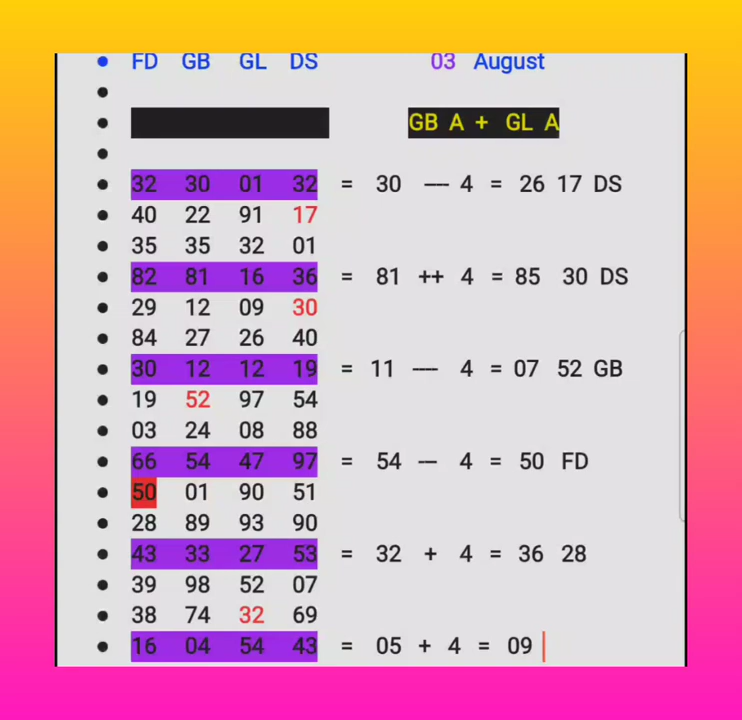 • FD GB GL DS 03 August
•
• GB A + GL A
•
• 32 30 01 32 = 30 ---- 4 = 26 17 DS
• 40 22 91 17
• 35 35 32 01
• 82 81 16 36 = 81 ++ 4 = 85 30 DS
• 29 12 09 30
• 84 27 26 40
• 30 12 12 19 = 11 ---- 4 = 07 52 GB
• 19 52 97 54
• 03 24 08 88
• 66 54 47 97 = 54 --- 4 = 50 FD
• 50 01 90 51
• 28 89 93 90
• 43 33 27 53 = 32 + 4 = 36 28
• 39 98 52 07
• 38 74 32 69
• 16 04 54 43 = 05 + 4 = 09